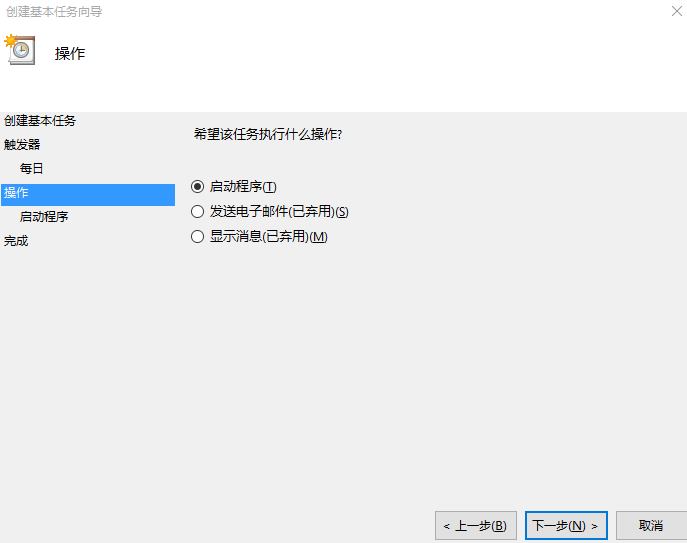 创建基本任务向导
操作
创建基本任务
触发器
每日
操作
启动程序
完成
希望该任务执行什么操作?
启动程序(T)
发送电子邮件(已弃用)(S)
显示消息(已弃用)(M)
< 上一步(B)
下一步(N) >
取消